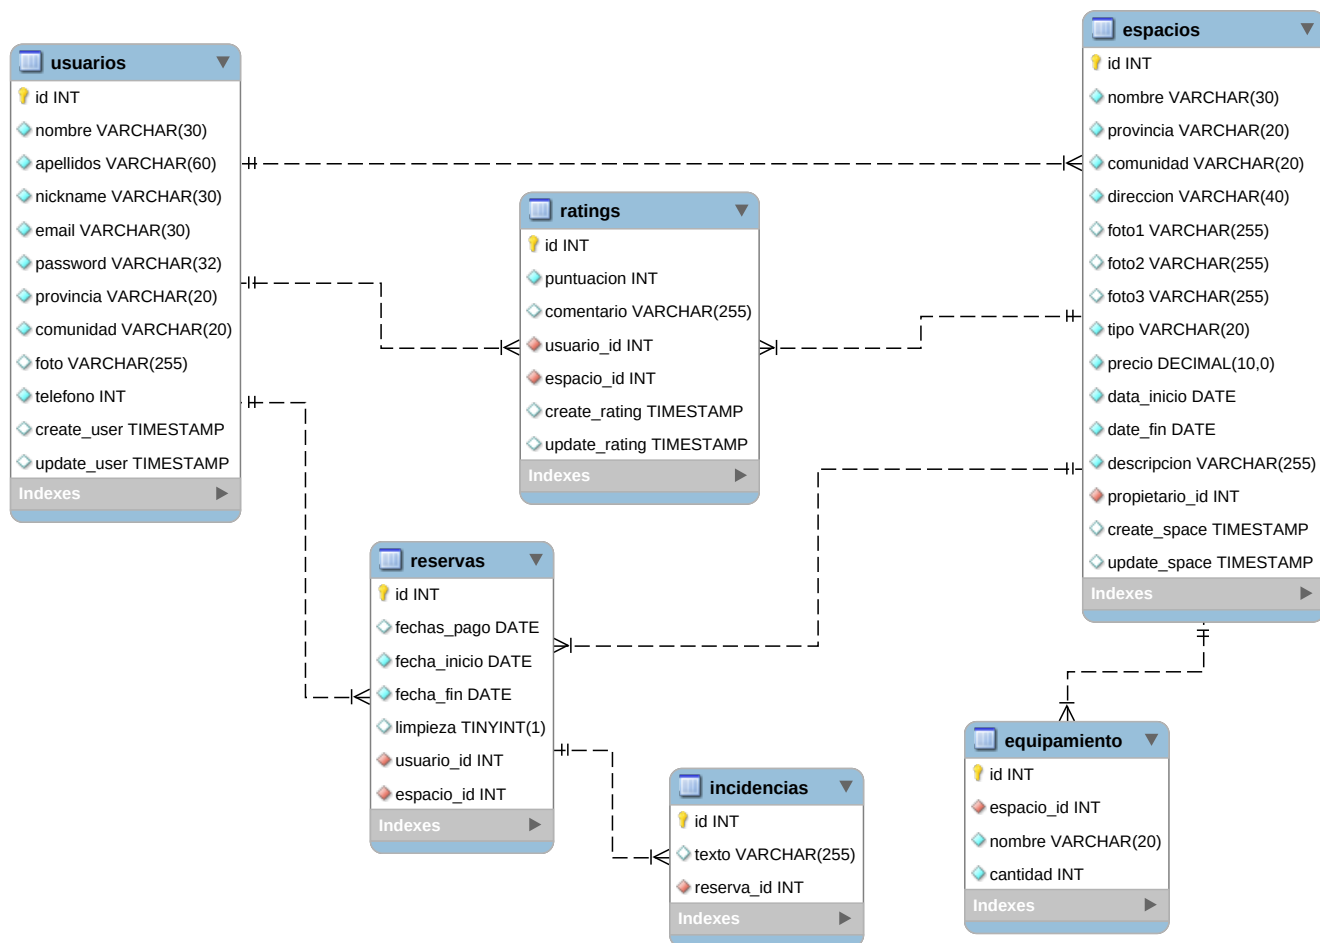 usuarios
id INT
nombre VARCHAR(30)
apellidos VARCHAR(60)
nickname VARCHAR(30)
email VARCHAR(30)
password VARCHAR(32)
provincia VARCHAR(20)
comunidad VARCHAR(20)
foto VARCHAR(255)
telefono INT
create_user TIMESTAMP
update_user TIMESTAMP
Indexes
ratings
id INT
puntuacion INT
comentario VARCHAR(255)
usuario_id INT
espacio_id INT
create_rating TIMESTAMP
update_rating TIMESTAMP
Indexes
espacios
id INT
nombre VARCHAR(30)
provincia VARCHAR(20)
comunidad VARCHAR(20)
direccion VARCHAR(40)
foto1 VARCHAR(255)
foto2 VARCHAR(255)
foto3 VARCHAR(255)
tipo VARCHAR(20)
precio DECIMAL(10,0)
data_inicio DATE
date_fin DATE
descripcion VARCHAR(255)
propietario_id INT
create_space TIMESTAMP
update_space TIMESTAMP
Indexes
reservas
id INT
fechas_pago DATE
fecha_inicio DATE
fecha_fin DATE
limpieza TINYINT(1)
usuario_id INT
espacio_id INT
Indexes
incidencias
id INT
texto VARCHAR(255)
reserva_id INT
Indexes
equipamiento
id INT
espacio_id INT
nombre VARCHAR(20)
cantidad INT
Indexes